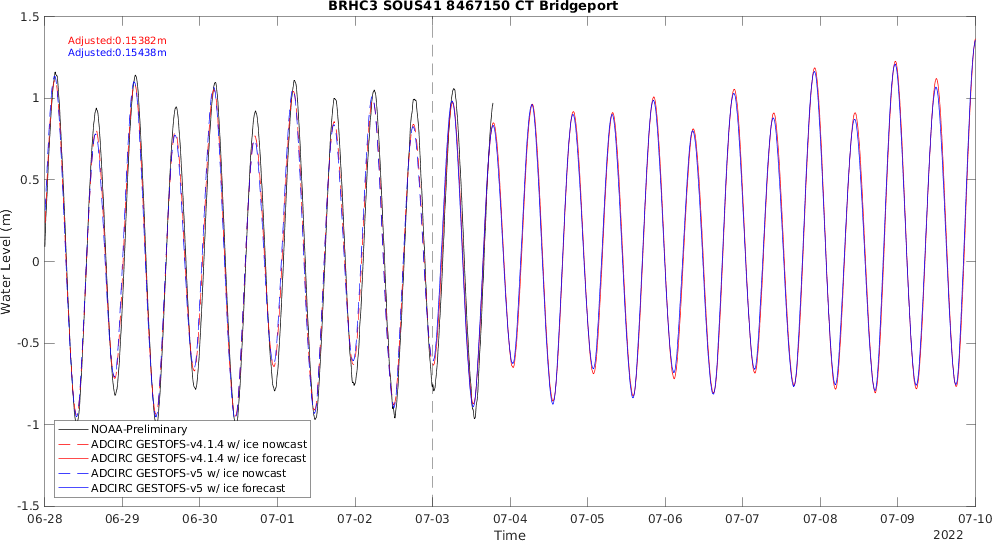 BRHC3 SOUS41 8467150 CT Bridgeport
1.5
Adjusted:0.15382m
Adjusted:0.15438m
1
0.5
0
-0.5
-1
-1.5
Water Level (m)
NOAA-Preliminary
ADCIRC GESTOFS-v4.1.4 w/ ice nowcast
ADCIRC GESTOFS-v4.1.4 w/ ice forecast
ADCIRC GESTOFS-v5 w/ ice nowcast
ADCIRC GESTOFS-v5 w/ ice forecast
06-28 06-29 06-30 07-01 07-02 07-03 07-04 07-05 07-06 07-07 07-08 07-09 07-10
Time
2022